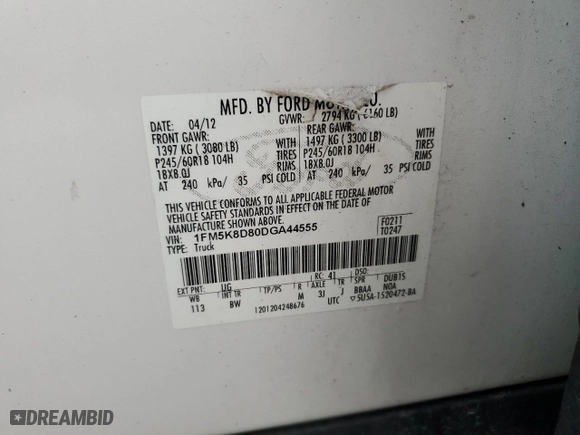 MFD. BY FORD MOTOR CO.
DATE: 04/12 GVWR: 2794 KG ( 6160 LB)
FRONT GAWR: REAR GAWR:
1397 KG ( 3080 LB) WITH 1497 KG ( 3300 LB) WITH
P245/60R18 104H TIRES P245/60R18 104H TIRES
18X8.0J RIMS 18X8.0J RIMS
AT 240 kPa/ 35 PSI COLD AT 240 kPa/ 35 PSI COLD
THIS VEHICLE CONFORMS TO ALL APPLICABLE FEDERAL MOTOR
VEHICLE SAFETY STANDARDS IN EFFECT ON THE DATE OF
MANUFACTURE SHOWN ABOVE.
VIN: 1FM5K8D80DGA44555 F0211
TYPE: Truck T0247
EXT PNT: UG RC: 41 DSO:
WB INT TR TP/PS R AXLE TR SPR DUB1S
113 BW M 3J J BBAA N0A
1201204248676 UTC ▽5U5A-1520472-BA
DREAMBID